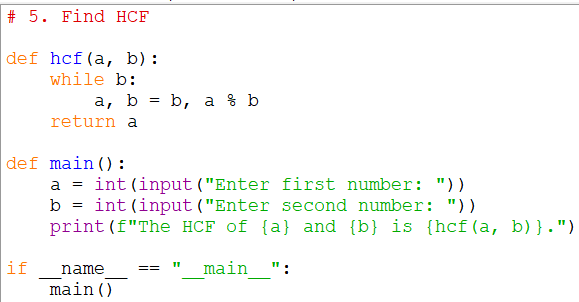 # 5. Find HCF
def hcf(a, b):
    while b:
        a, b = b, a % b
    return a
def main():
    a = int(input("Enter first number: "))
    b = int(input("Enter second number: "))
    print(f"The HCF of {a} and {b} is {hcf(a, b)}.")
if __name__ == "__main__":
    main()